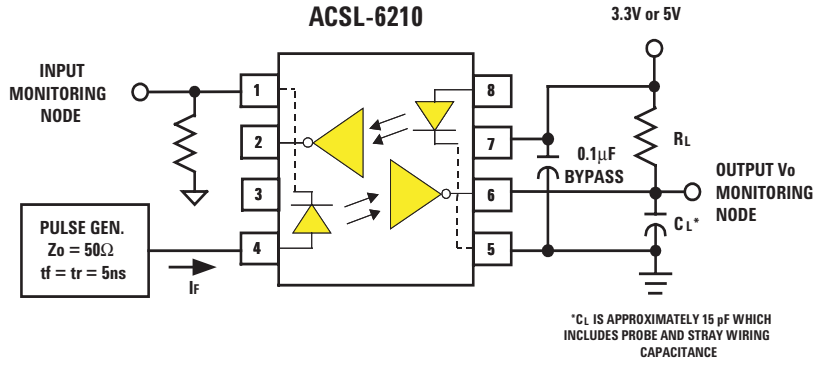 ACSL-6210
3.3V or 5V
INPUT
MONITORING
NODE
1
2
3
4
8
7
6
5
0.1µF
BYPASS
RL
OUTPUT Vo
MONITORING
NODE
CL*
PULSE GEN.
Zo = 50Ω
tf = tr = 5ns
IF
*CL IS APPROXIMATELY 15 pF WHICH
INCLUDES PROBE AND STRAY WIRING
CAPACITANCE